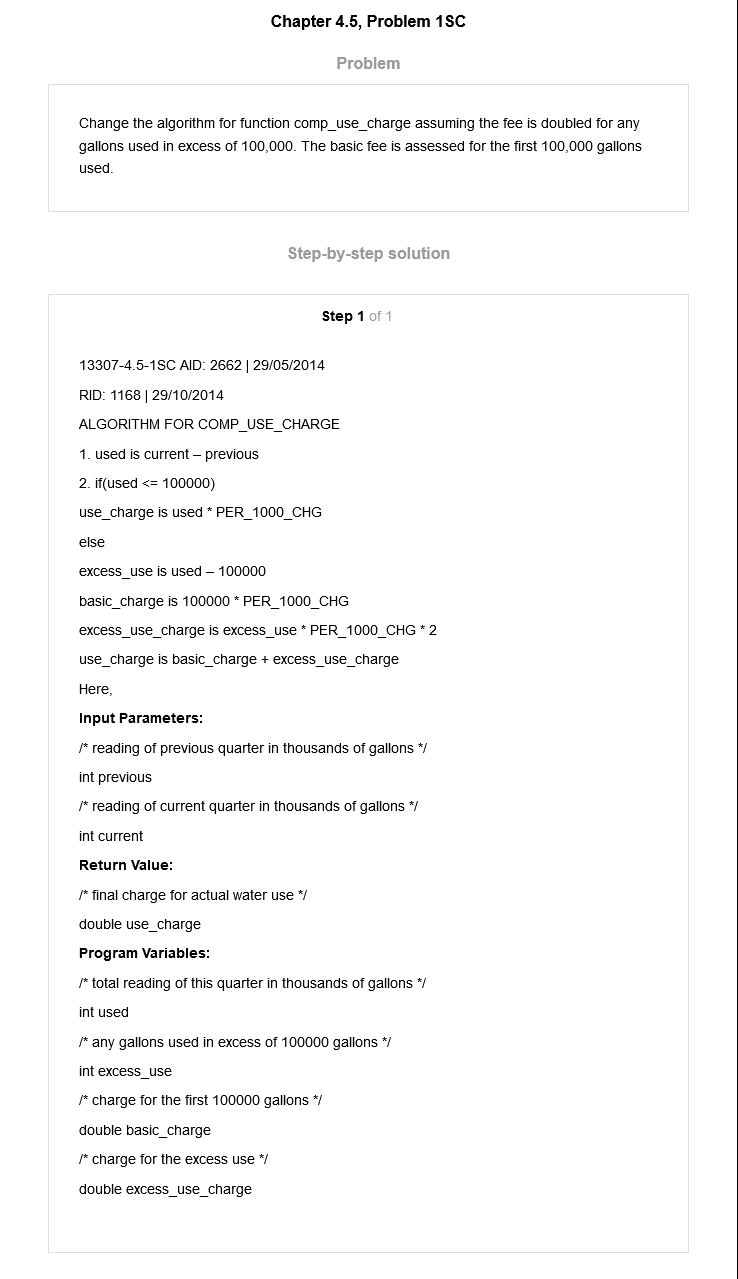 Chapter 4.5, Problem 1SC
Problem
Change the algorithm for function comp_use_charge assuming the fee is doubled for any
gallons used in excess of 100,000. The basic fee is assessed for the first 100,000 gallons
used.
Step-by-step solution
Step 1 of 1
13307-4.5-1SC AID: 2662 | 29/05/2014
RID: 1168 | 29/10/2014
ALGORITHM FOR COMP_USE_CHARGE
1. used is current – previous
2. if(used <= 100000)
use_charge is used * PER_1000_CHG
else
excess_use is used – 100000
basic_charge is 100000 * PER_1000_CHG
excess_use_charge is excess_use * PER_1000_CHG * 2
use_charge is basic_charge + excess_use_charge
Here,
Input Parameters:
/* reading of previous quarter in thousands of gallons */
int previous
/* reading of current quarter in thousands of gallons */
int current
Return Value:
/* final charge for actual water use */
double use_charge
Program Variables:
/* total reading of this quarter in thousands of gallons */
int used
/* any gallons used in excess of 100000 gallons */
int excess_use
/* charge for the first 100000 gallons */
double basic_charge
/* charge for the excess use */
double excess_use_charge